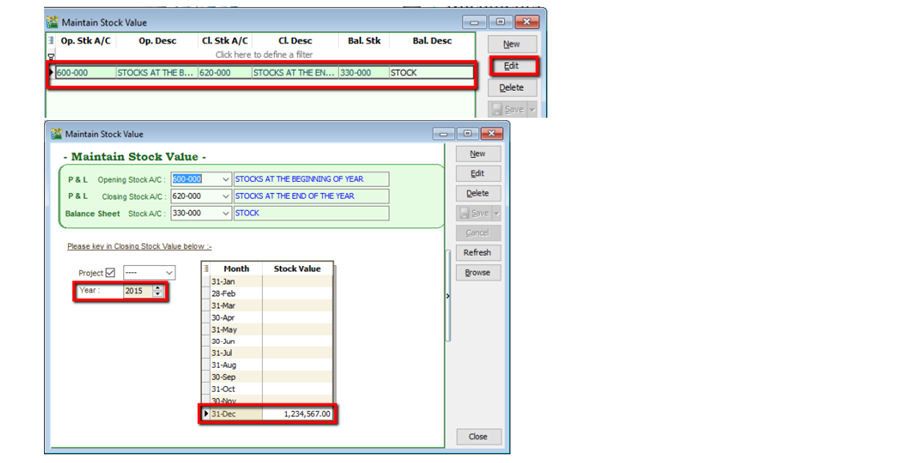 Maintain Stock Value
Op. Stk A/C Op. Desc Cl. Stk A/C Cl. Desc Bal. Stk Bal. Desc
Click here to define a filter
600-000 STOCKS AT THE B... 620-000 STOCKS AT THE EN... 330-000 STOCK
New
Edit
Delete
Save
Maintain Stock Value
- Maintain Stock Value -
P & L Opening Stock A/C : 600-000 STOCKS AT THE BEGINNING OF YEAR
P & L Closing Stock A/C : 620-000 STOCKS AT THE END OF THE YEAR
Balance Sheet Stock A/C : 330-000 STOCK
Please key in Closing Stock Value below :-
Project ----
Year : 2015
Month Stock Value
31-Jan
28-Feb
31-Mar
30-Apr
31-May
30-Jun
31-Jul
31-Aug
30-Sep
31-Oct
30-Nov
31-Dec 1,234,567.00
New
Edit
Delete
Save
Cancel
Refresh
Browse
Close